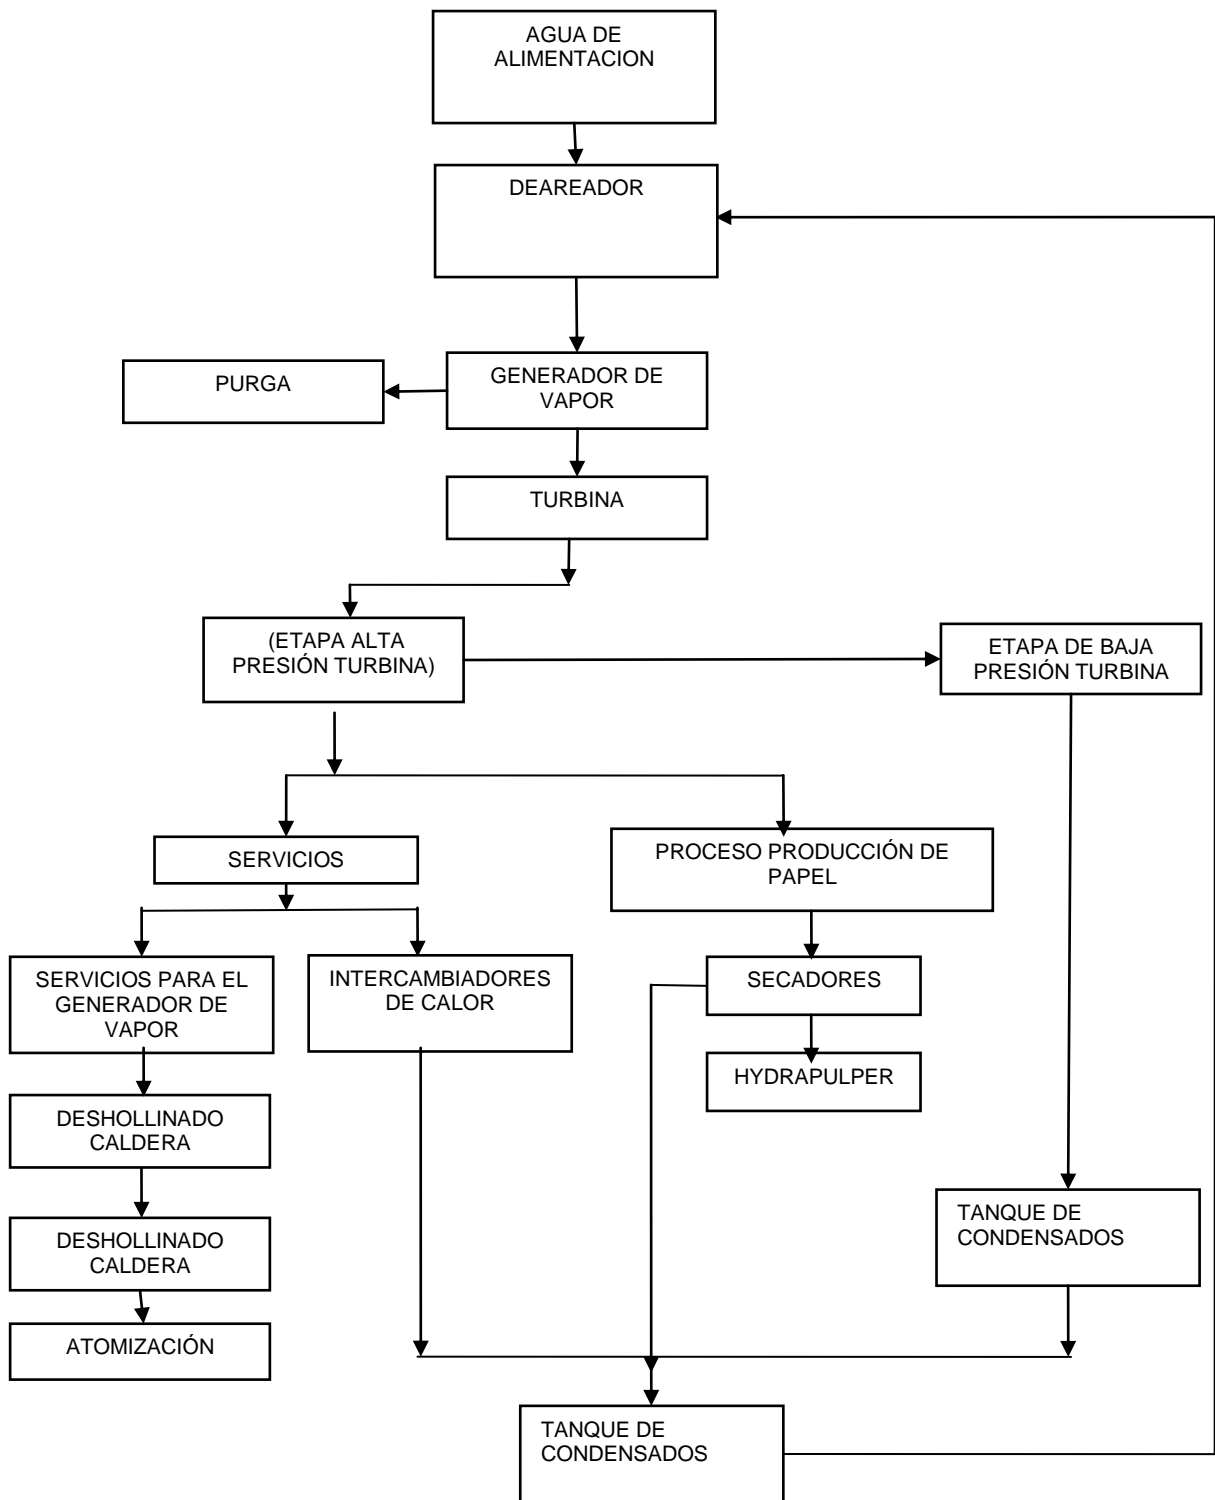 AGUA DE
ALIMENTACION
DEAREADOR
PURGA
GENERADOR DE
VAPOR
TURBINA
(ETAPA ALTA
PRESIÓN TURBINA)
ETAPA DE BAJA
PRESIÓN TURBINA
SERVICIOS
PROCESO PRODUCCIÓN DE
PAPEL
SERVICIOS PARA EL
GENERADOR DE
VAPOR
INTERCAMBIADORES
DE CALOR
SECADORES
HYDRAPULPER
DESHOLLINADO
CALDERA
TANQUE DE
CONDENSADOS
DESHOLLINADO
CALDERA
ATOMIZACIÓN
TANQUE DE
CONDENSADOS